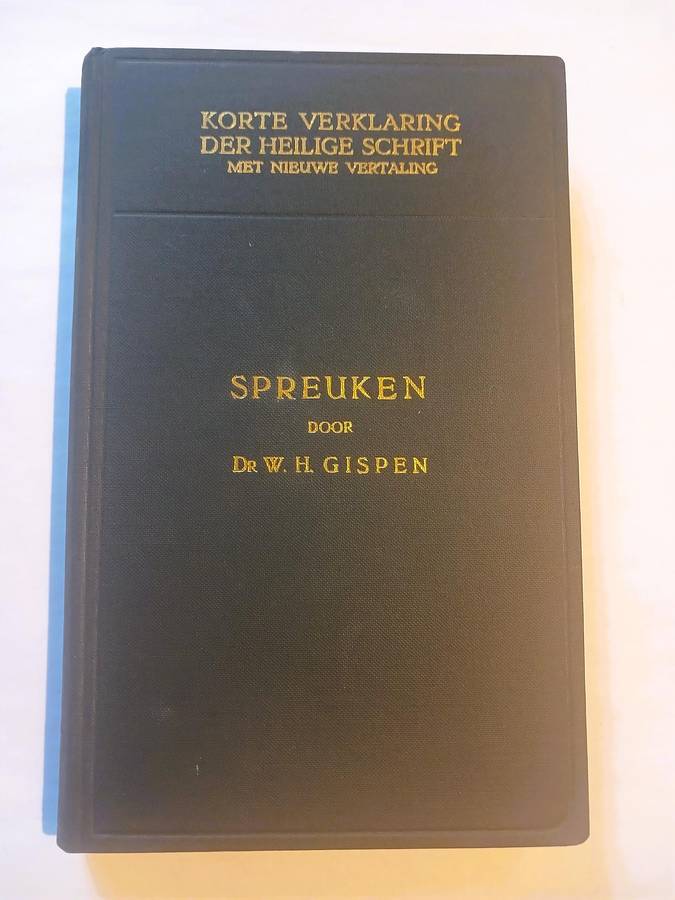 KORTE VERKLARING
DER HEILIGE SCHRIFT
MET NIEUWE VERTALING
SPREUKEN
DOOR
DR W. H. GISPEN